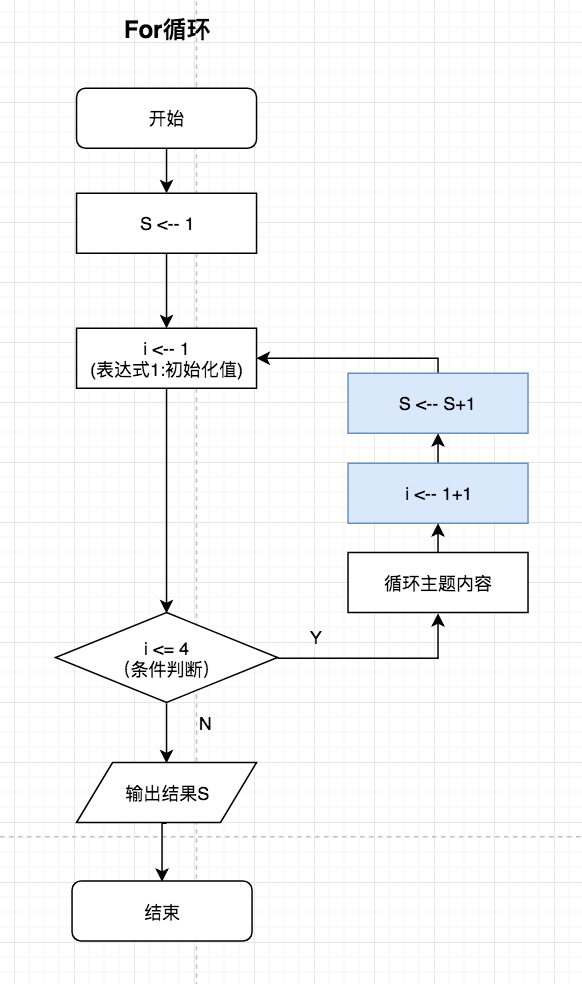 For循环
开始
S <-- 1
i <-- 1
(表达式1:初始化值)
S <-- S+1
i <-- 1+1
循环主题内容
i <= 4
（条件判断）
Y
N
输出结果S
结束